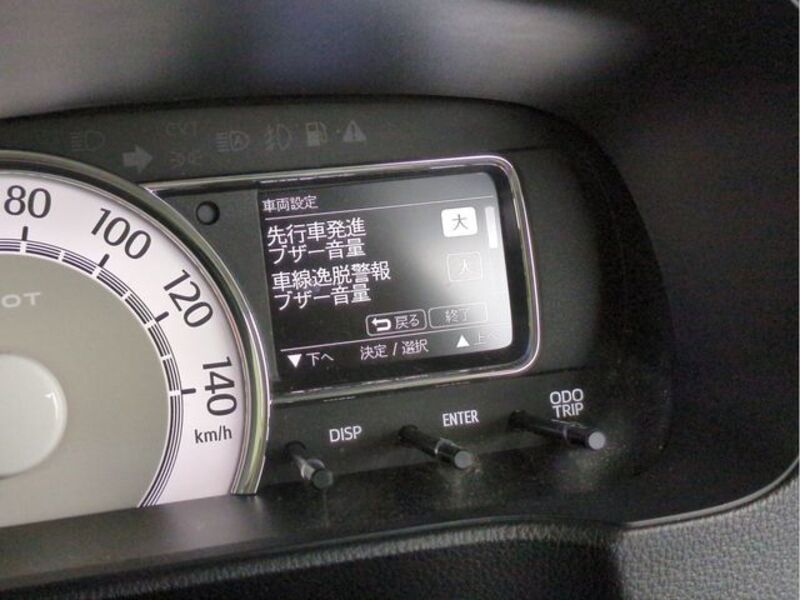 CVT
80
100
120
140
km/h
OT
車両設定
先行車発進
ブザー音量
大
車線逸脱警報
ブザー音量
大
戻る
終了
▼下へ
決定 / 選択
▲上へ
DISP
ENTER
ODO
TRIP